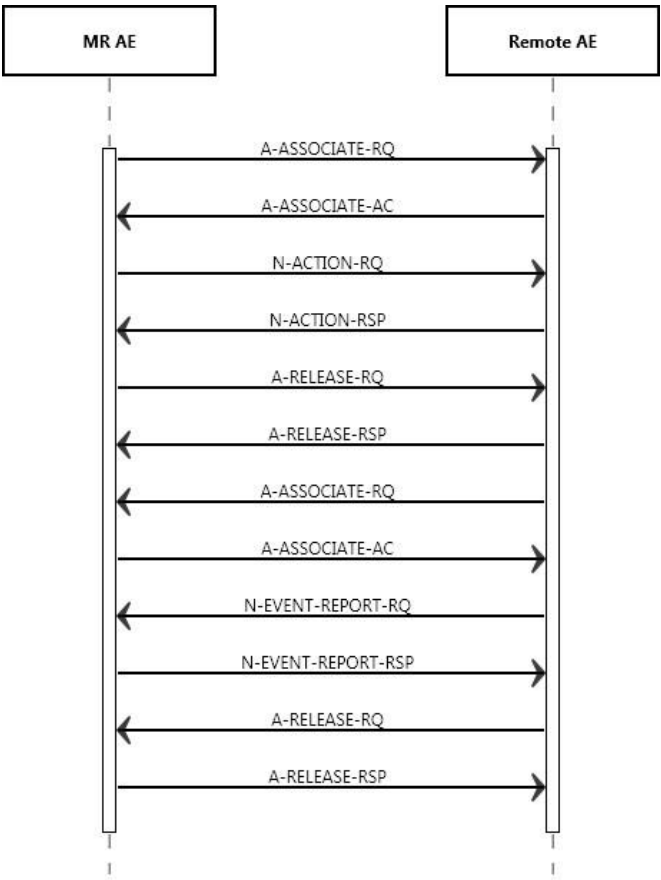 MR AE
Remote AE
A-ASSOCIATE-RQ
A-ASSOCIATE-AC
N-ACTION-RQ
N-ACTION-RSP
A-RELEASE-RQ
A-RELEASE-RSP
A-ASSOCIATE-RQ
A-ASSOCIATE-AC
N-EVENT-REPORT-RQ
N-EVENT-REPORT-RSP
A-RELEASE-RQ
A-RELEASE-RSP